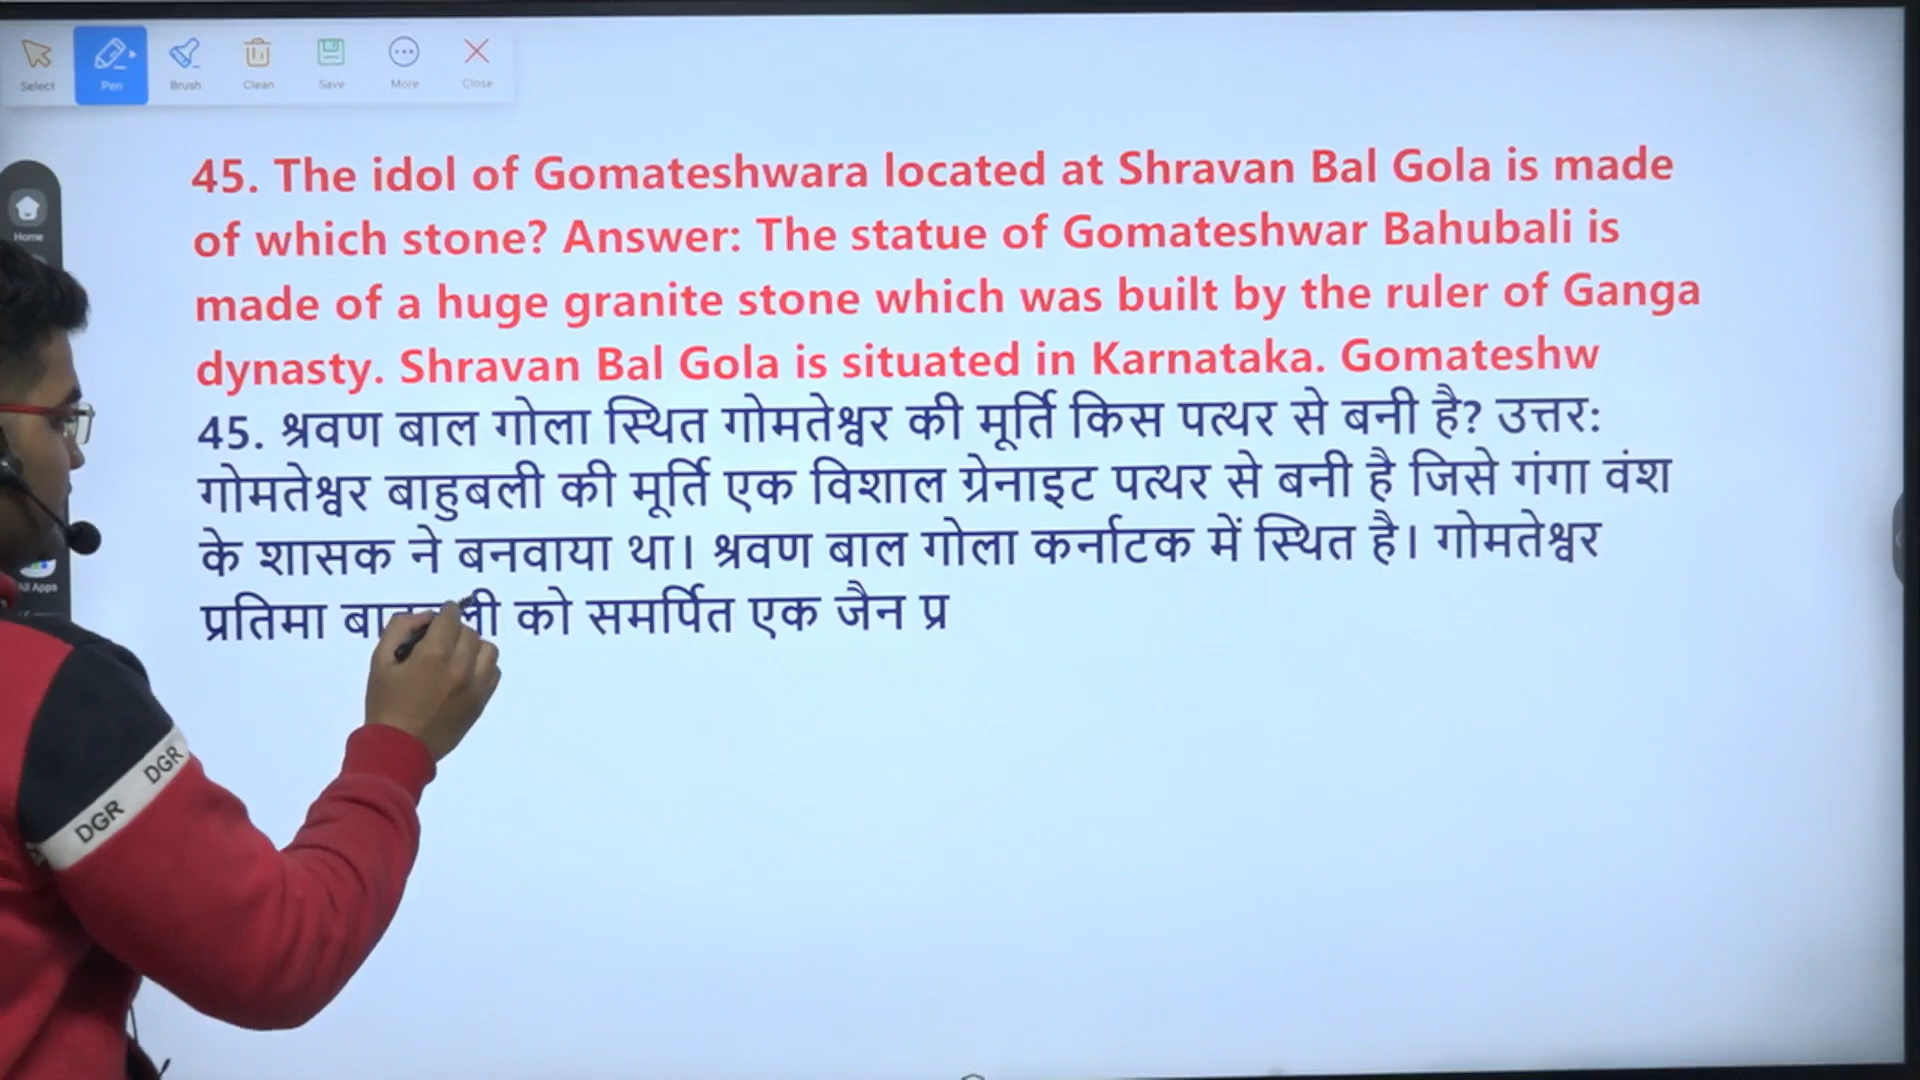 Select Pen Brush Clean Save More Close
Home
45. The idol of Gomateshwara located at Shravan Bal Gola is made
of which stone? Answer: The statue of Gomateshwar Bahubali is
made of a huge granite stone which was built by the ruler of Ganga
dynasty. Shravan Bal Gola is situated in Karnataka. Gomateshw
45. श्रवण बाल गोला स्थित गोमतेश्वर की मूर्ति किस पत्थर से बनी है? उत्तर:
गोमतेश्वर बाहुबली की मूर्ति एक विशाल ग्रेनाइट पत्थर से बनी है जिसे गंगा वंश
के शासक ने बनवाया था। श्रवण बाल गोला कर्नाटक में स्थित है। गोमतेश्वर
प्रतिमा को समर्पित एक जैन प्र
All Apps
DGR DGR